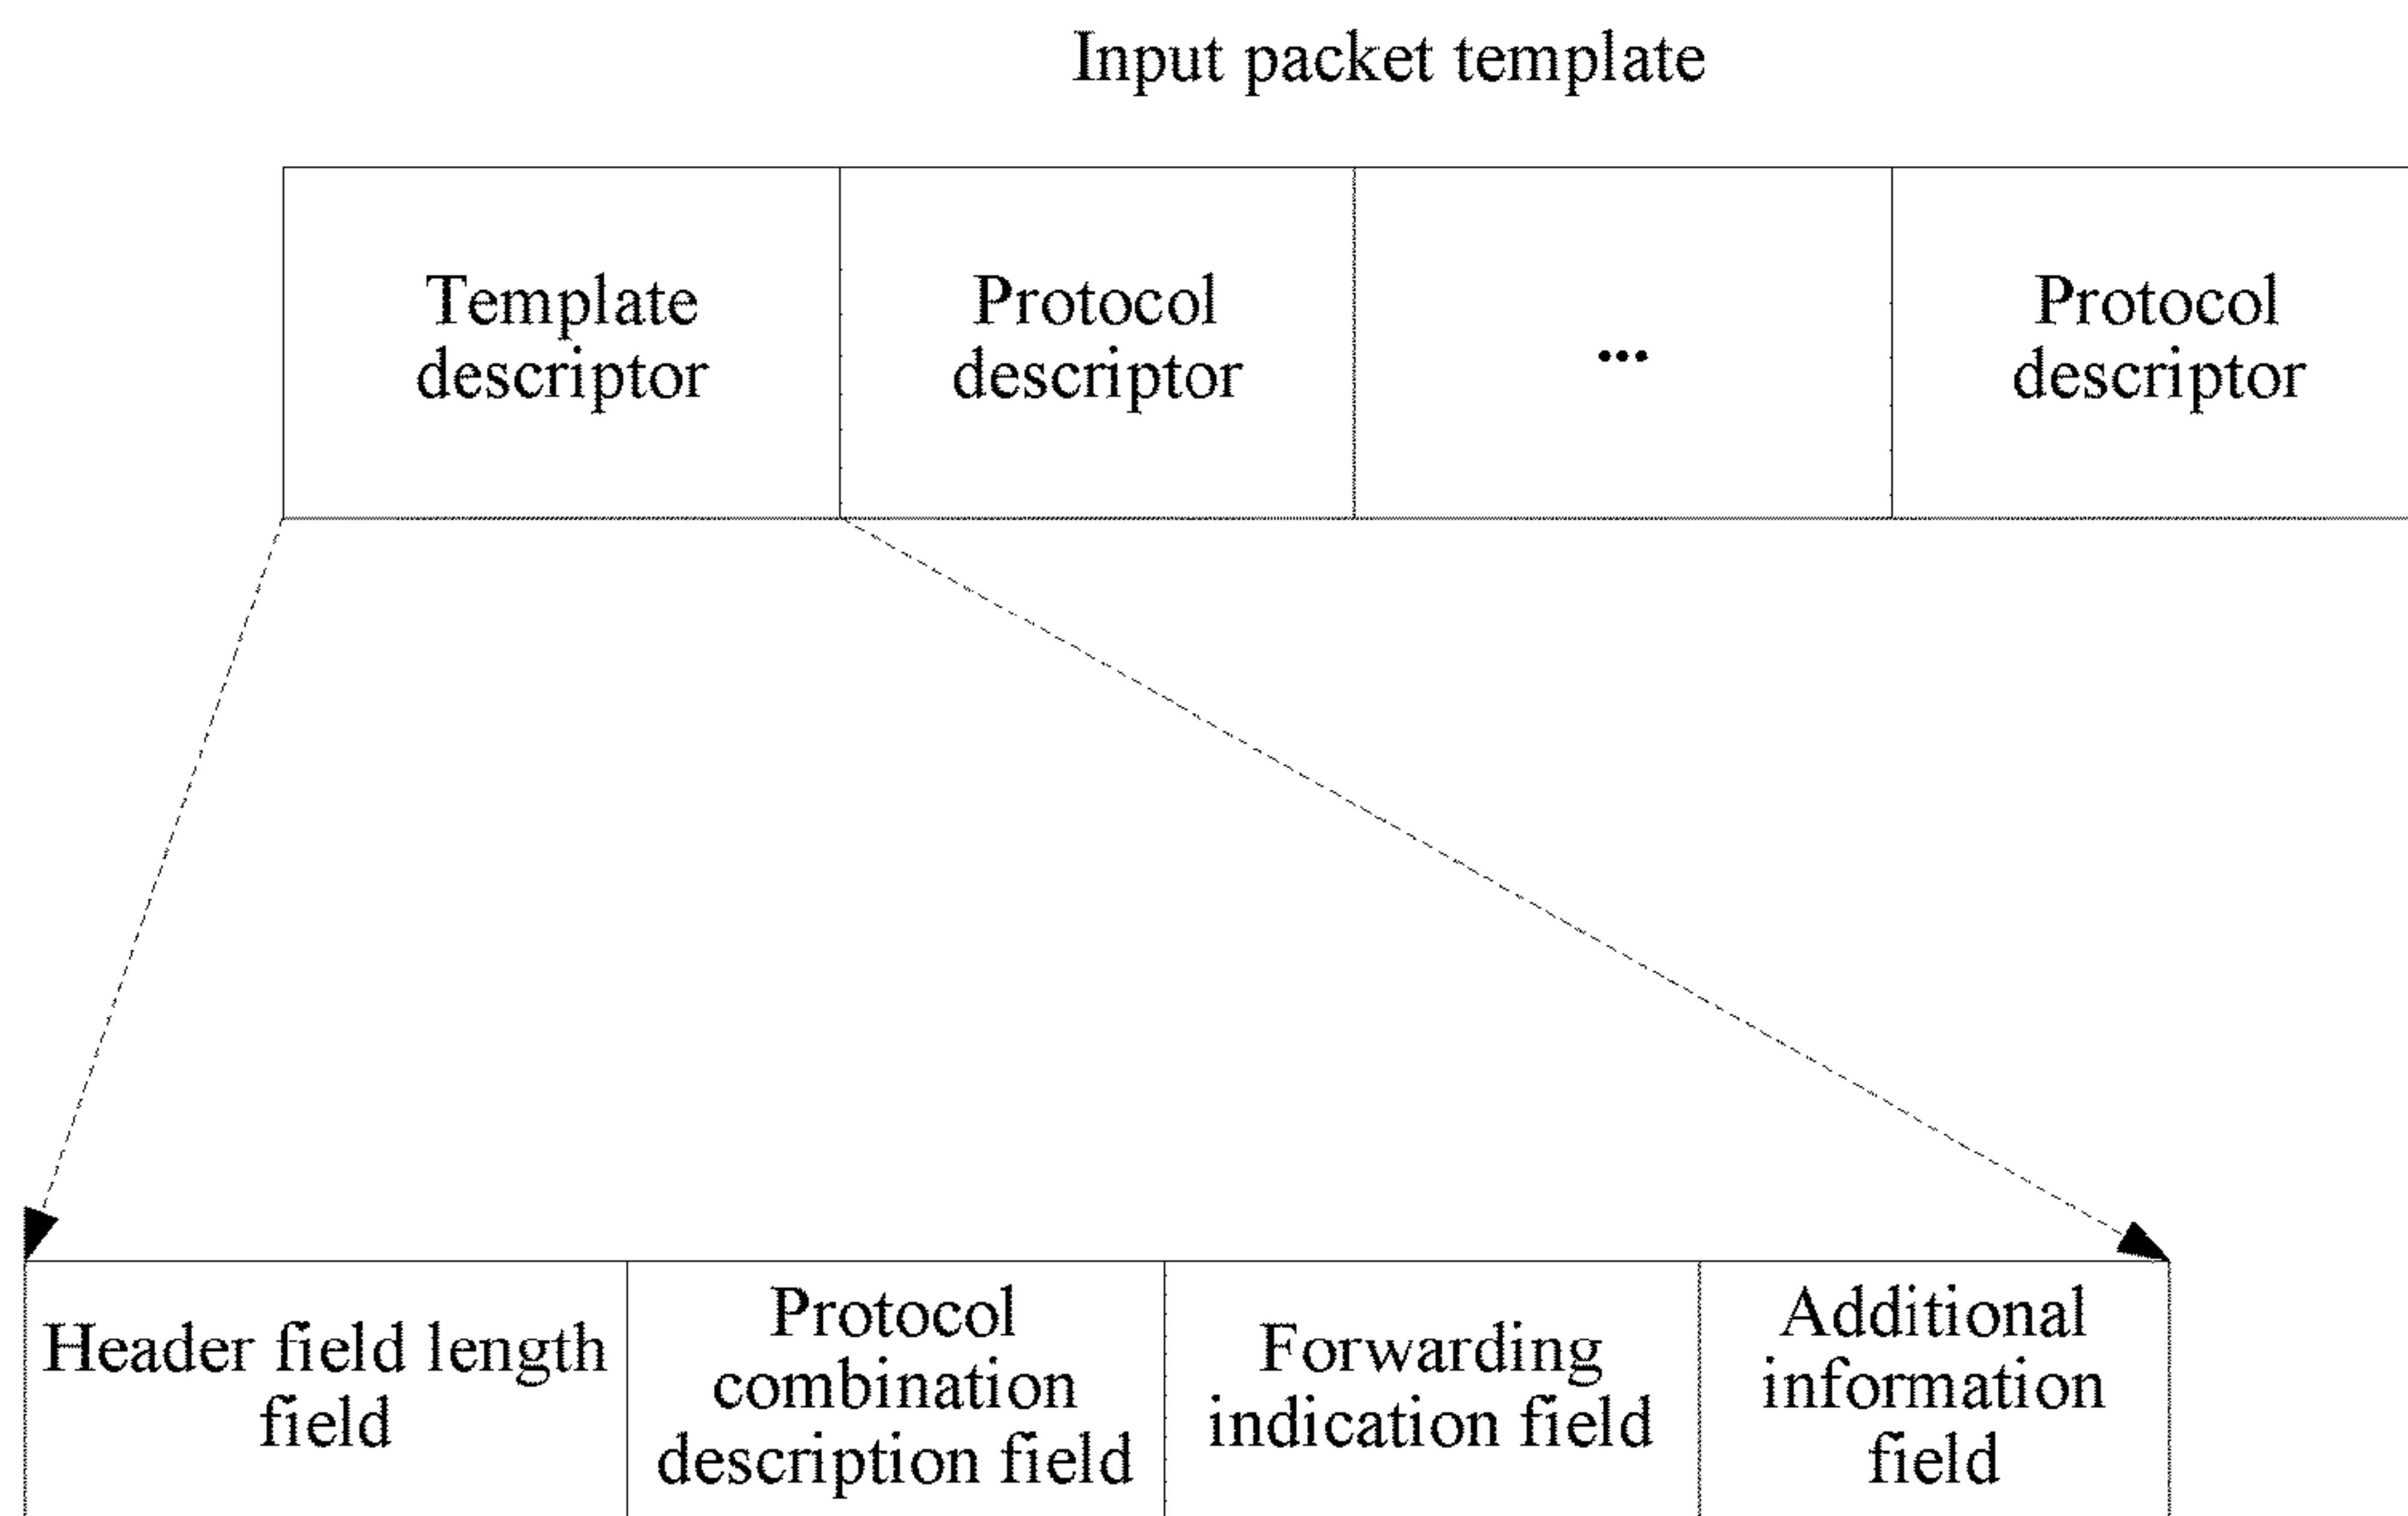 Input packet template
Template
descriptor
Protocol
descriptor
...
Protocol
descriptor
Header field length
field
Protocol
combination
description field
Forwarding
indication field
Additional
information
field